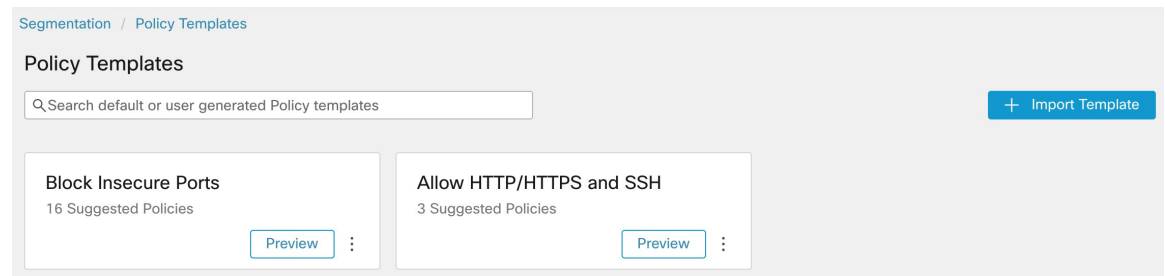 Segmentation / Policy Templates
Policy Templates
Search default or user generated Policy templates
+ Import Template
Block Insecure Ports
16 Suggested Policies
Preview
Allow HTTP/HTTPS and SSH
3 Suggested Policies
Preview